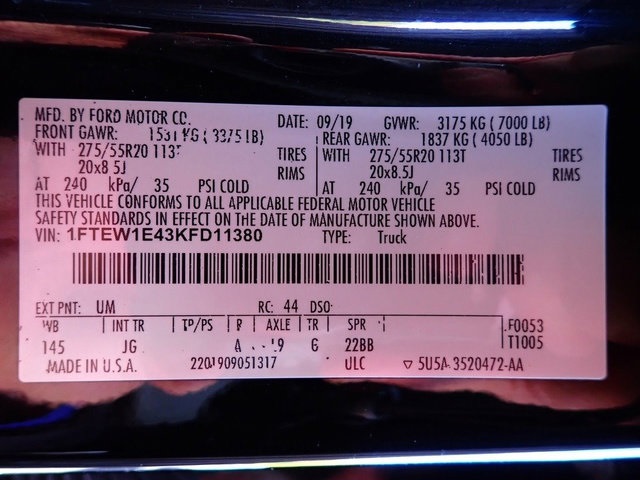 MFD. BY FORD MOTOR CO. DATE: 09/19 GVWR: 3175 KG ( 7000 LB)
FRONT GAWR: 1531 KG ( 3375 LB) REAR GAWR: 1837 KG ( 4050 LB)
WITH 275/55R20 113T TIRES WITH 275/55R20 113T TIRES
20x8.5J RIMS 20x8.5J RIMS
AT 240 kPa/ 35 PSI COLD AT 240 kPa/ 35 PSI COLD
THIS VEHICLE CONFORMS TO ALL APPLICABLE FEDERAL MOTOR VEHICLE
SAFETY STANDARDS IN EFFECT ON THE DATE OF MANUFACTURE SHOWN ABOVE.
VIN: 1FTEW1E43KFD11380 TYPE: Truck
EXT PNT: UM RC: 44 DSO:
WB INT TR TP/PS R AXLE TR SPR F0053
145 JG A 6 22BB T1005
MADE IN U.S.A. 2201909051317 ULC ▽ 5U5A-3520472-AA